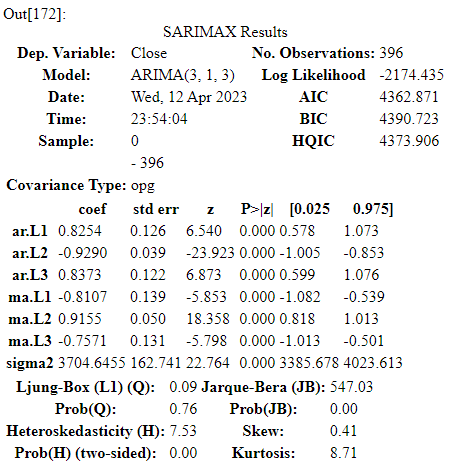 Out[172]:
SARIMAX Results
Dep. Variable: Close No. Observations: 396
Model: ARIMA(3, 1, 3) Log Likelihood -2174.435
Date: Wed, 12 Apr 2023 AIC 4362.871
Time: 23:54:04 BIC 4390.723
Sample: 0 HQIC 4373.906
- 396
Covariance Type: opg
coef std err z P>|z| [0.025 0.975]
ar.L1 0.8254 0.126 6.540 0.000 0.578 1.073
ar.L2 -0.9290 0.039 -23.923 0.000 -1.005 -0.853
ar.L3 0.8373 0.122 6.873 0.000 0.599 1.076
ma.L1 -0.8107 0.139 -5.853 0.000 -1.082 -0.539
ma.L2 0.9155 0.050 18.358 0.000 0.818 1.013
ma.L3 -0.7571 0.131 -5.798 0.000 -1.013 -0.501
sigma2 3704.6455 162.741 22.764 0.000 3385.678 4023.613
Ljung-Box (L1) (Q): 0.09 Jarque-Bera (JB): 547.03
Prob(Q): 0.76 Prob(JB): 0.00
Heteroskedasticity (H): 7.53 Skew: 0.41
Prob(H) (two-sided): 0.00 Kurtosis: 8.71